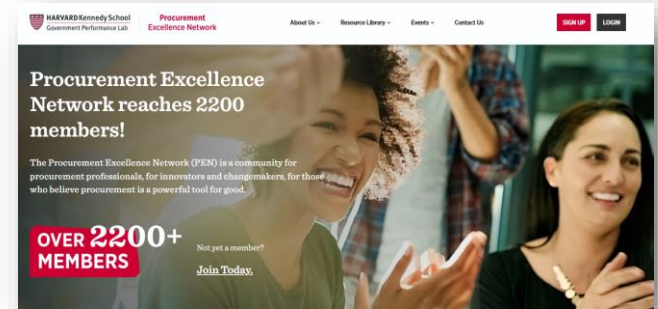 HARVARD Kennedy School
Government Performance Lab
Procurement
Excellence Network
About Us
Resource Library
Events
Contact Us
SIGN UP
LOGIN
Procurement Excellence
Network reaches 2200
members!
The Procurement Excellence Network (PEN) is a community for
procurement professionals, for innovators and changemakers, for those
who believe procurement is a powerful tool for good.
OVER 2200+
MEMBERS
Not yet a member?
Join Today.